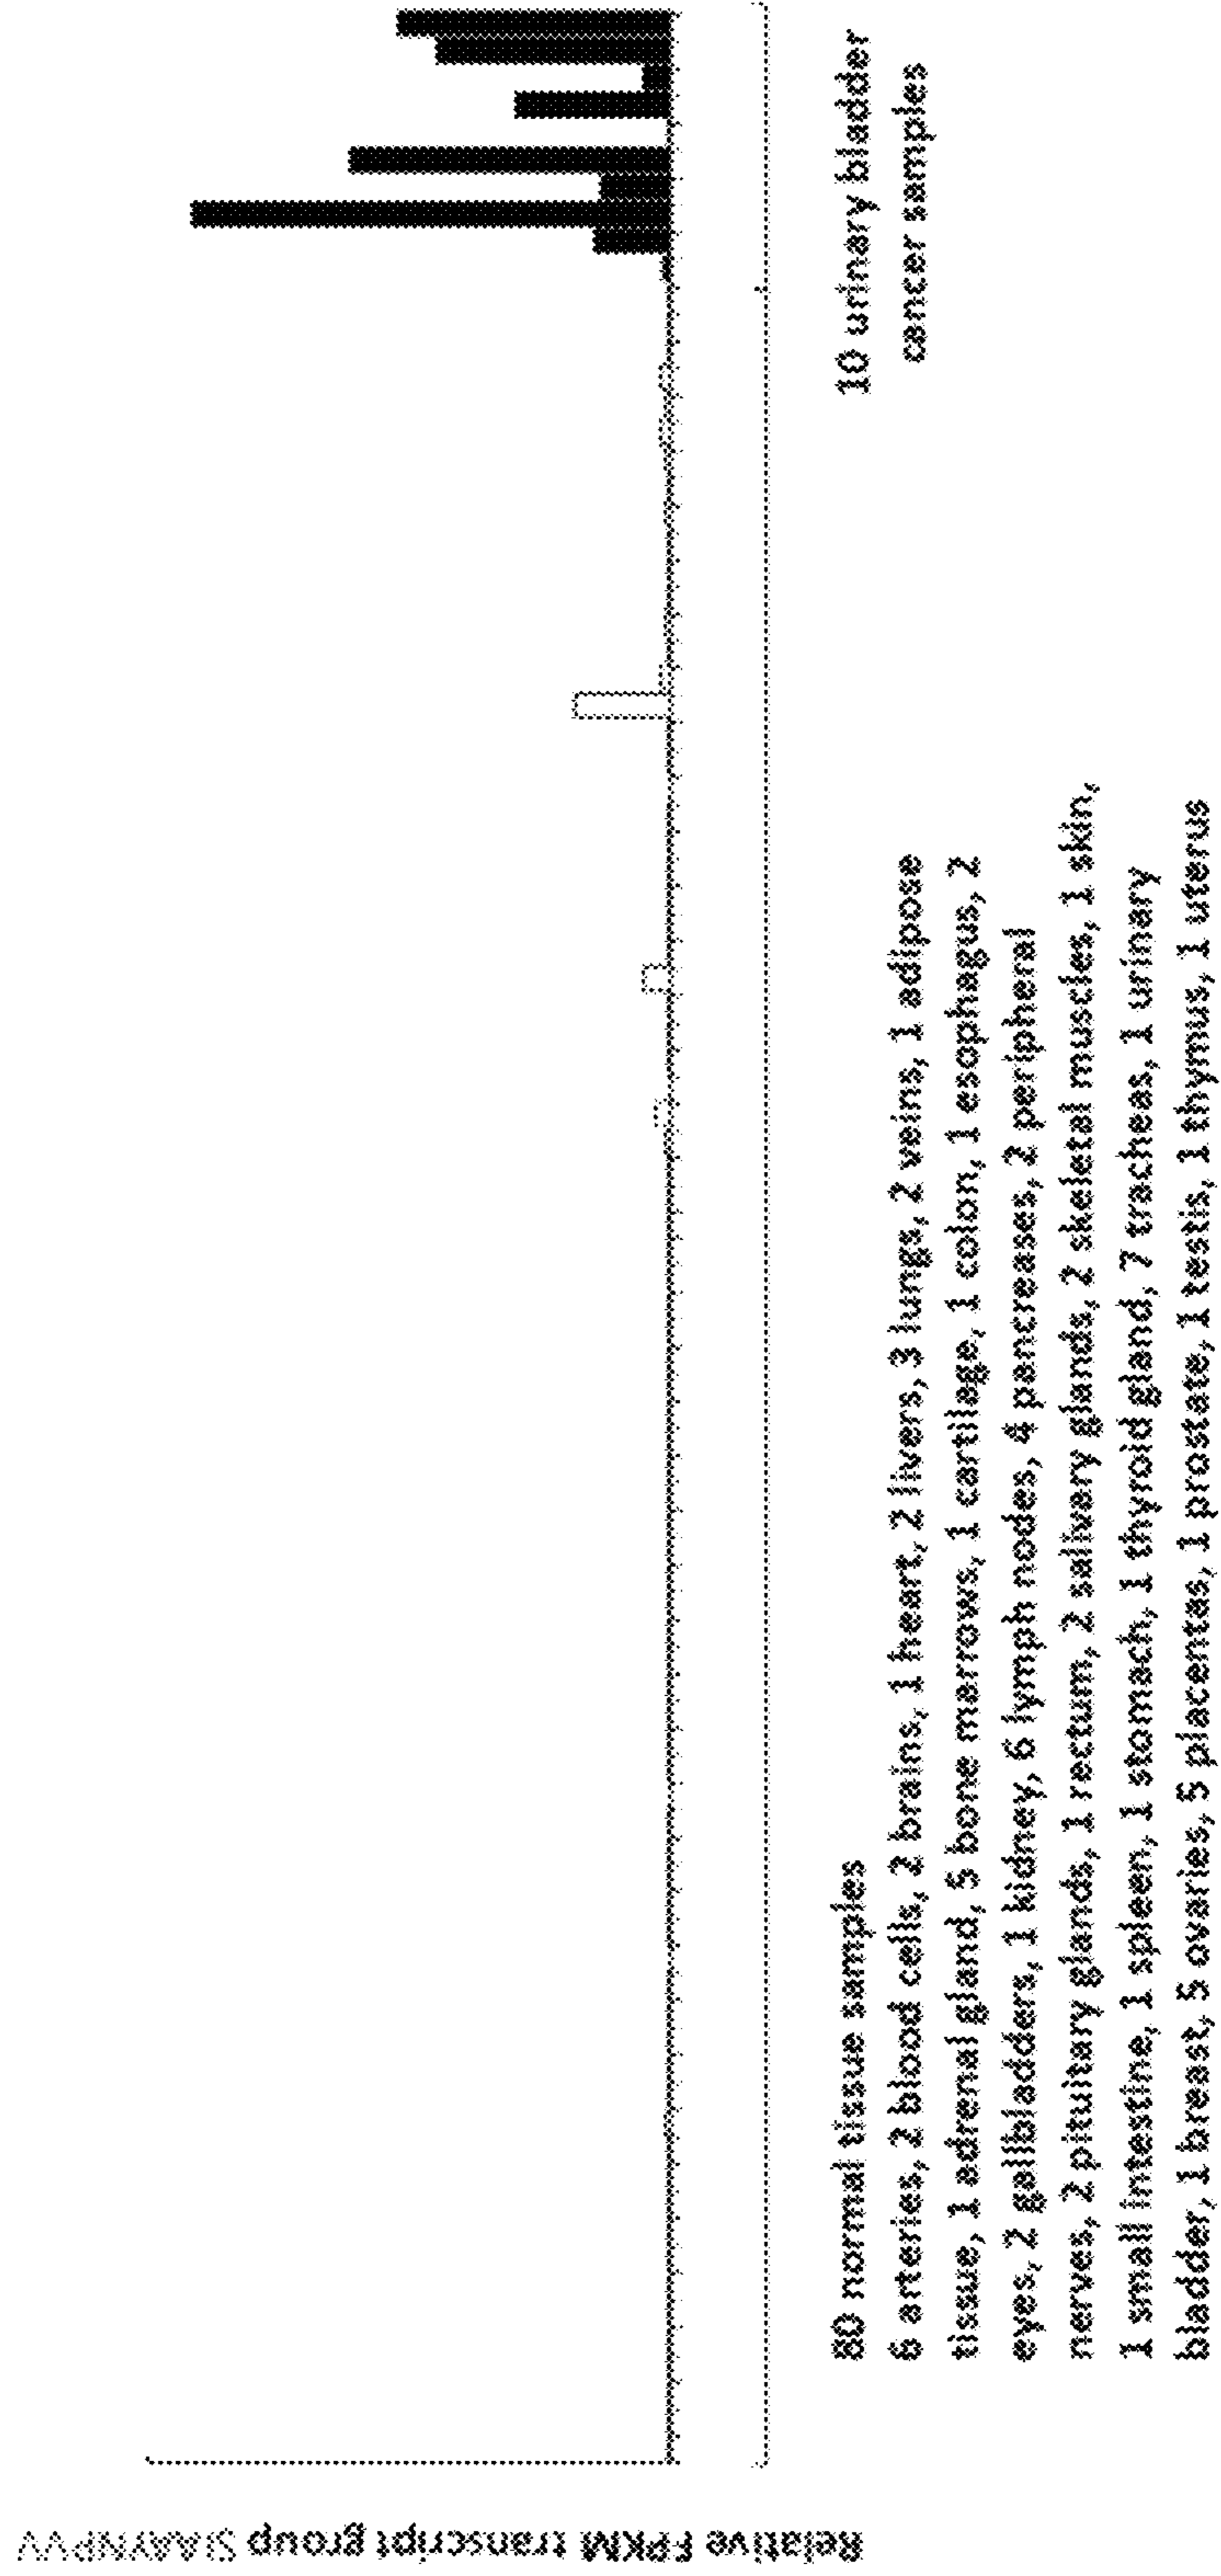 Relative FPKM transcript group SIAAYNPVV
80 normal tissue samples
6 arteries, 2 blood cells, 2 brains, 1 heart, 2 livers, 3 lungs, 2 veins, 1 adipose
tissue, 1 adrenal gland, 5 bone marrows, 1 cartilage, 1 colon, 1 esophagus, 2
eyes, 2 gallbladders, 1 kidney, 6 lymph nodes, 4 pancreases, 2 peripheral
nerves, 2 pituitary glands, 1 rectum, 2 salivary glands, 2 skeletal muscles, 1 skin,
1 small intestine, 1 spleen, 1 stomach, 1 thyroid gland, 7 tracheas, 1 urinary
bladder, 1 breast, 5 ovaries, 5 placentas, 1 prostate, 1 testis, 1 thymus, 1 uterus
10 urinary bladder
cancer samples